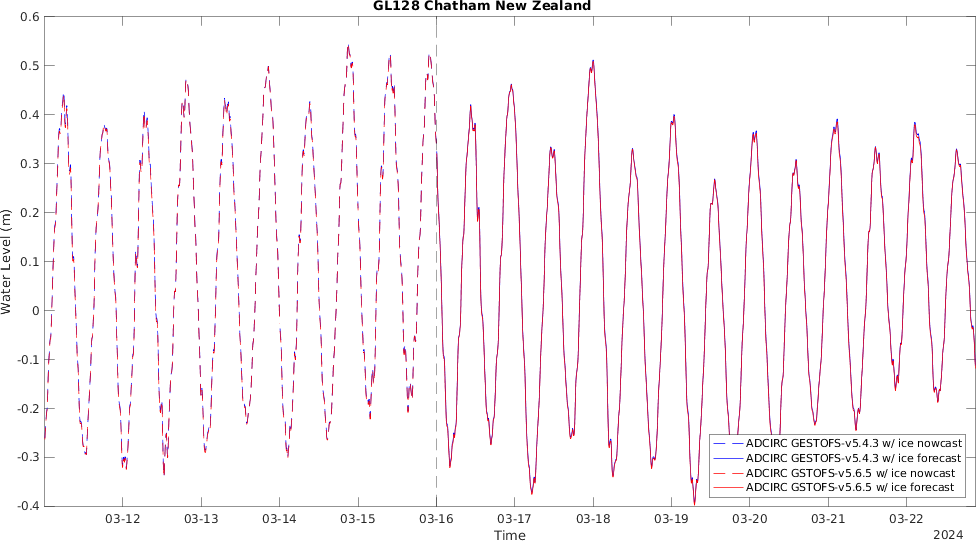 GL128 Chatham New Zealand
0.6
0.5
0.4
0.3
0.2
0.1
0
-0.1
-0.2
-0.3
-0.4
Water Level (m)
ADCIRC GESTOFS-v5.4.3 w/ ice nowcast
ADCIRC GESTOFS-v5.4.3 w/ ice forecast
ADCIRC GSTOFS-v5.6.5 w/ ice nowcast
ADCIRC GSTOFS-v5.6.5 w/ ice forecast
03-12 03-13 03-14 03-15 03-16 03-17 03-18 03-19 03-20 03-21 03-22
Time
2024